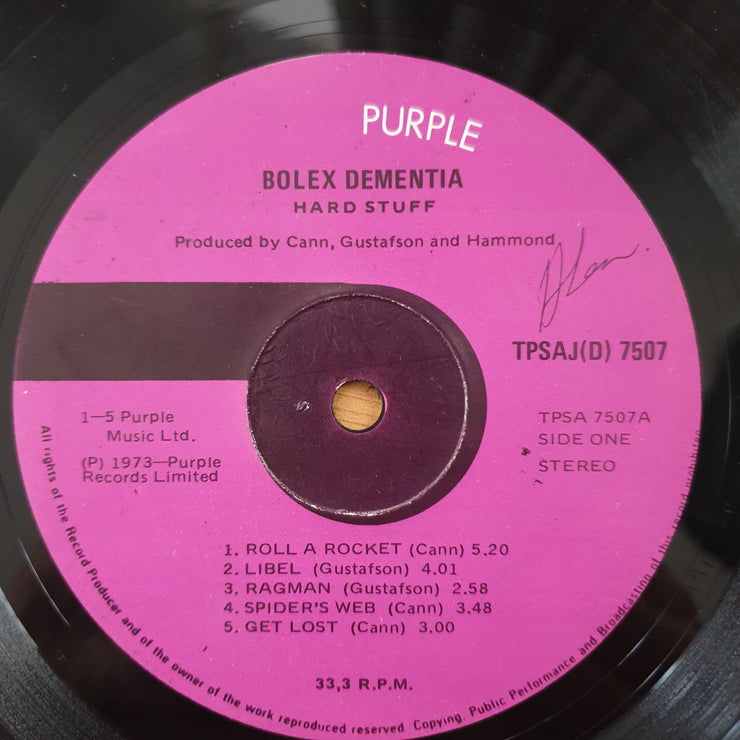 PURPLE
BOLEX DEMENTIA
HARD STUFF
Produced by Cann, Gustafson and Hammond
TPSAJ(D) 7507
1—5 Purple
Music Ltd.
(P) 1973—Purple
Records Limited
TPSA 7507A
SIDE ONE
STEREO
1. ROLL A ROCKET (Cann) 5.20
2. LIBEL (Gustafson) 4.01
3. RAGMAN (Gustafson) 2.58
4. SPIDER'S WEB (Cann) 3.48
5. GET LOST (Cann) 3.00
33,3 R.P.M.
All rights of the Record Producer and of the owner of the work reproduced reserved Copying, Public Performance and Broadcasting of this record prohibited